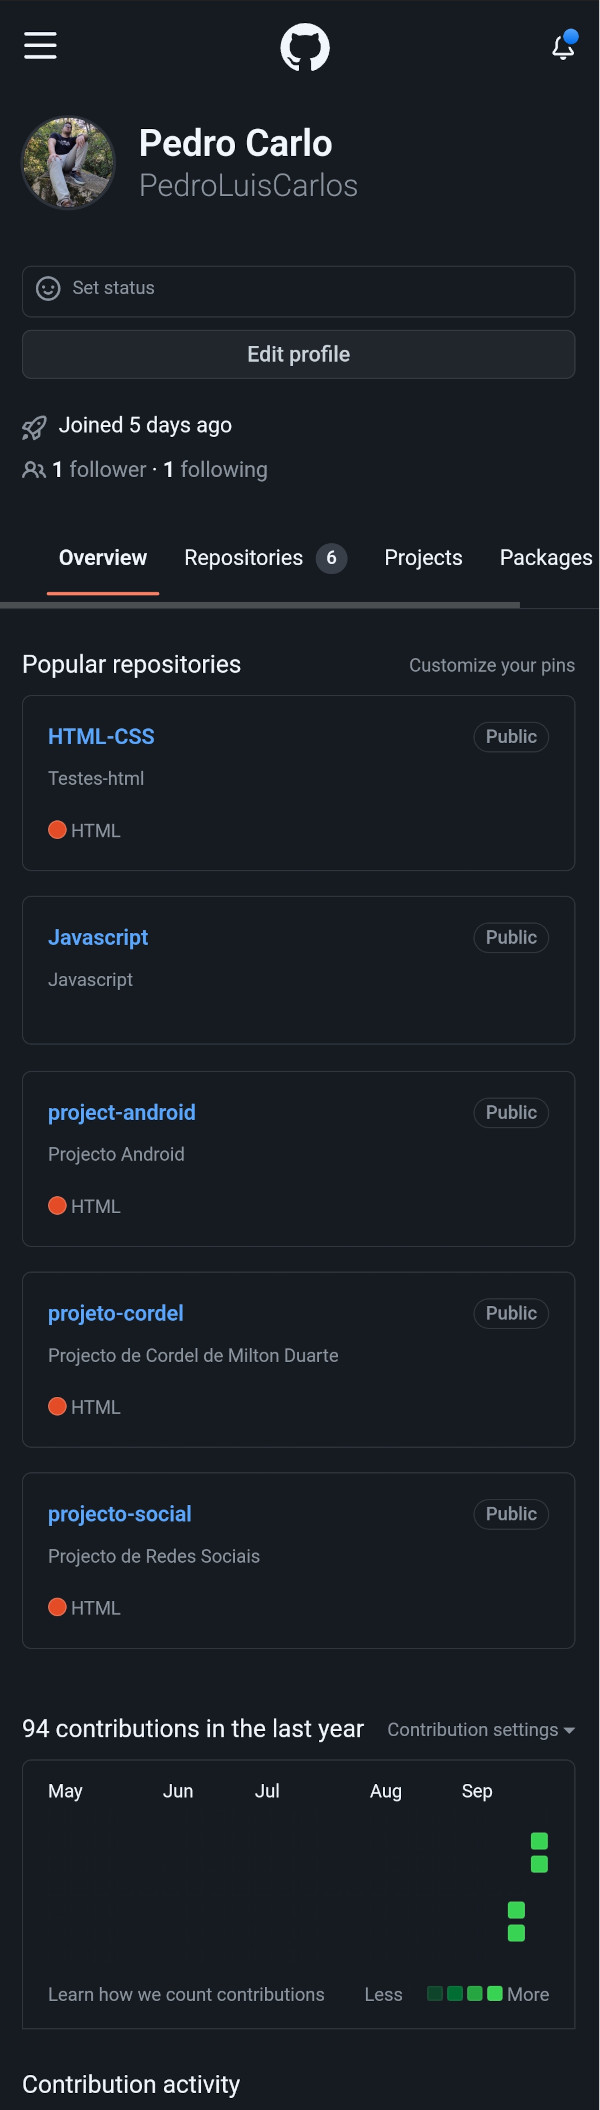 Pedro Carlo
PedroLuisCarlos
Set status
Edit profile
Joined 5 days ago
1 follower · 1 following
Overview Repositories 6 Projects Packages
Popular repositories Customize your pins
HTML-CSS Public
Testes-html
HTML
Javascript Public
Javascript
project-android Public
Projecto Android
HTML
projeto-cordel Public
Projecto de Cordel de Milton Duarte
HTML
projecto-social Public
Projecto de Redes Sociais
HTML
94 contributions in the last year Contribution settings
May Jun Jul Aug Sep
Learn how we count contributions Less More
Contribution activity